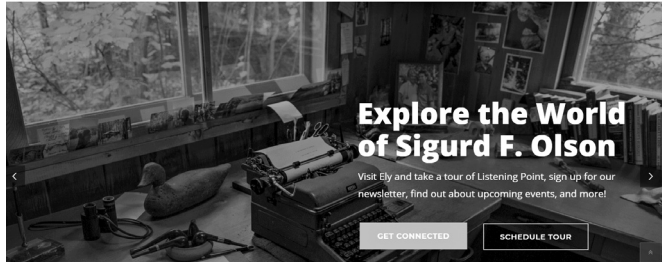 Explore the World
of Sigurd F. Olson
Visit Ely and take a tour of Listening Point, sign up for our
newsletter, find out about upcoming events, and more!
GET CONNECTED
SCHEDULE TOUR